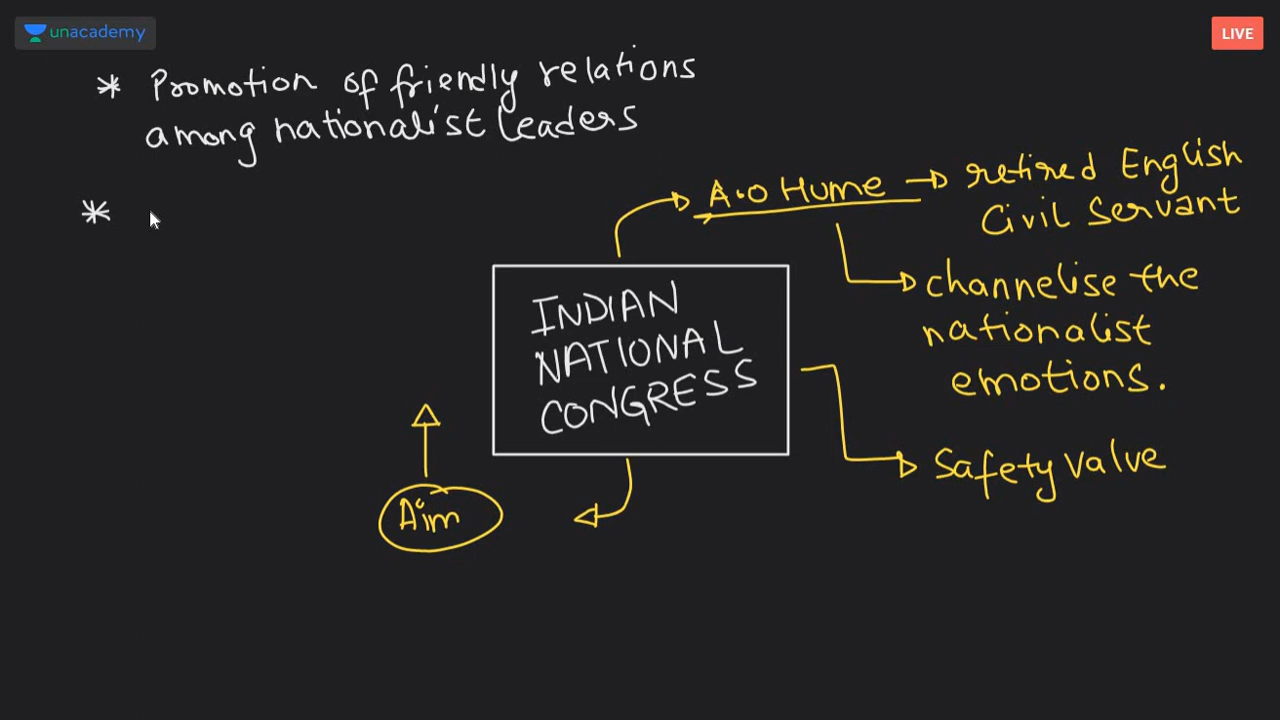 unacademy
LIVE
* Promotion of friendly relations
among nationalist leaders
*
A.O Hume → retired English
Civil Servant
channelise the
nationalist
emotions.
INDIAN
NATIONAL
CONGRESS
Safety valve
Aim